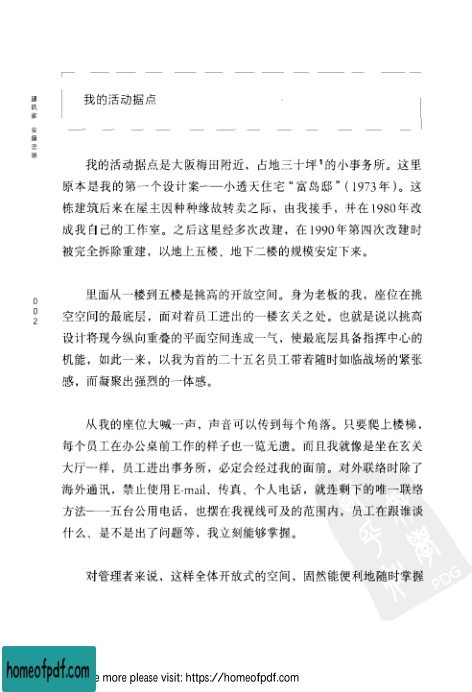 我的活动据点
建筑家 安藤忠雄
我的活动据点是大阪梅田附近，占地三十坪¶的小事务所。这里
原本是我的第一个设计案——小透天住宅“富岛邸”（1973年）。这
栋建筑后来在屋主因种种缘故转卖之际，由我接手，并在1980年改
成我自己的工作室。之后这里经多次改建，在1990年第四次改建时
被完全拆除重建，以地上五楼、地下二楼的规模安定下来。
002
里面从一楼到五楼是挑高的开放空间。身为老板的我，座位在挑
空空间的最底层，面对着员工进出的一楼玄关之处。也就是说以挑高
设计将现今纵向重叠的平面空间连成一气，使最底层具备指挥中心的
机能，如此一来，以我为首的二十五名员工带着随时如临战场的紧张
感，而凝聚出强烈的一体感。
从我的座位大喊一声，声音可以传到每个角落。只要爬上楼梯，
每个员工在办公桌前工作的样子也一览无遗。而且我就像是坐在玄关
大厅一样，员工进出事务所，必定会经过我的面前。对外联络时除了
海外通讯，禁止使用 E-mail、传真、个人电话，就连剩下的唯一联络
方法——五台公用电话，也摆在我视线可及的范围内，员工在跟谁谈
什么、是不是出了问题等，我立刻能够掌握。
对管理者来说，这样全体开放式的空间，固然能便利地随时掌握
PDG
homeofpdf.com
e more please visit: https://homeofpdf.com